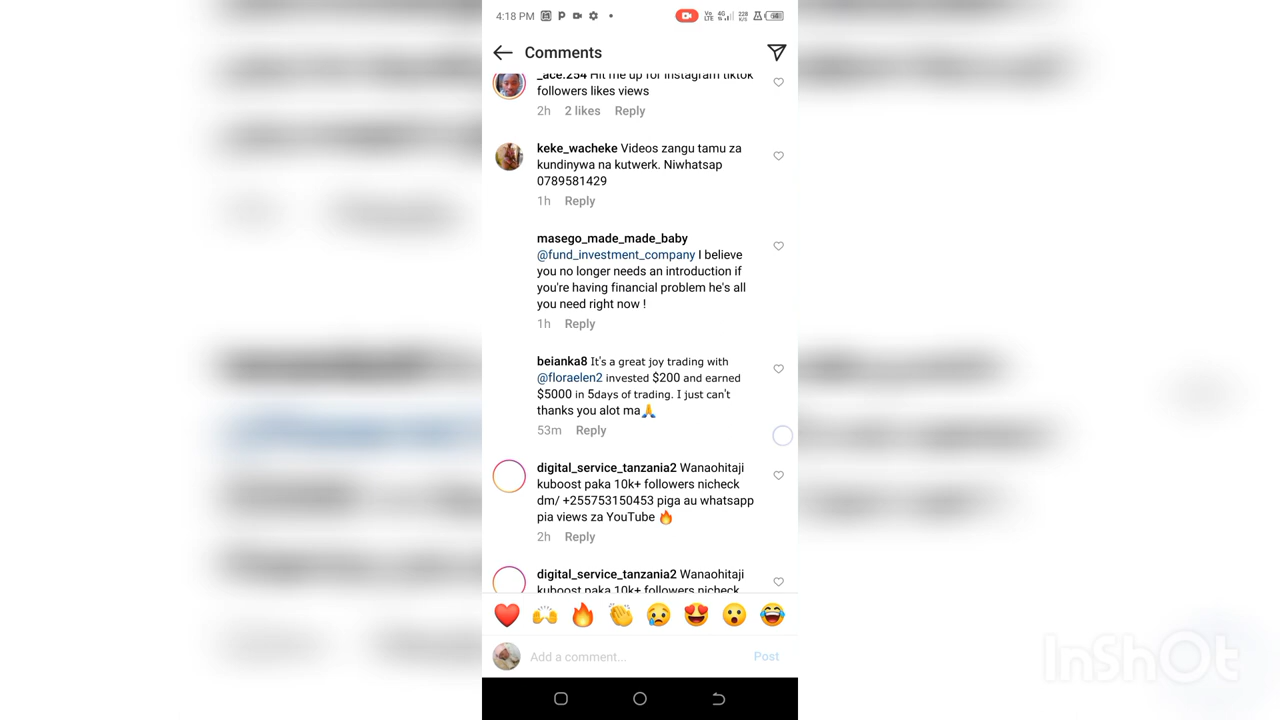 4:18 PM
Vo
LTE
4G
228
K/S
Comments
_ace.254 Hit me up for instagram tiktok
followers likes views
2h 2 likes Reply
keke_wacheke Videos zangu tamu za
kundinywa na kutwerk. Niwhatsap
0789581429
1h Reply
masego_made_made_baby
@fund_investment_company I believe
you no longer needs an introduction if
you're having financial problem he's all
you need right now !
1h Reply
beianka8 It's a great joy trading with
@floraelen2 invested $200 and earned
$5000 in 5days of trading. I just can't
thanks you alot ma🙏
53m Reply
digital_service_tanzania2 Wanaohitaji
kuboost paka 10k+ followers nicheck
dm/ +255753150453 piga au whatsapp
pia views za YouTube 🔥
2h Reply
digital_service_tanzania2 Wanaohitaji
kuboost paka 10k+ followers nicheck
❤️ 🙌 🔥 👏 😢 😍 😮 😂
Add a comment... Post
InShOt